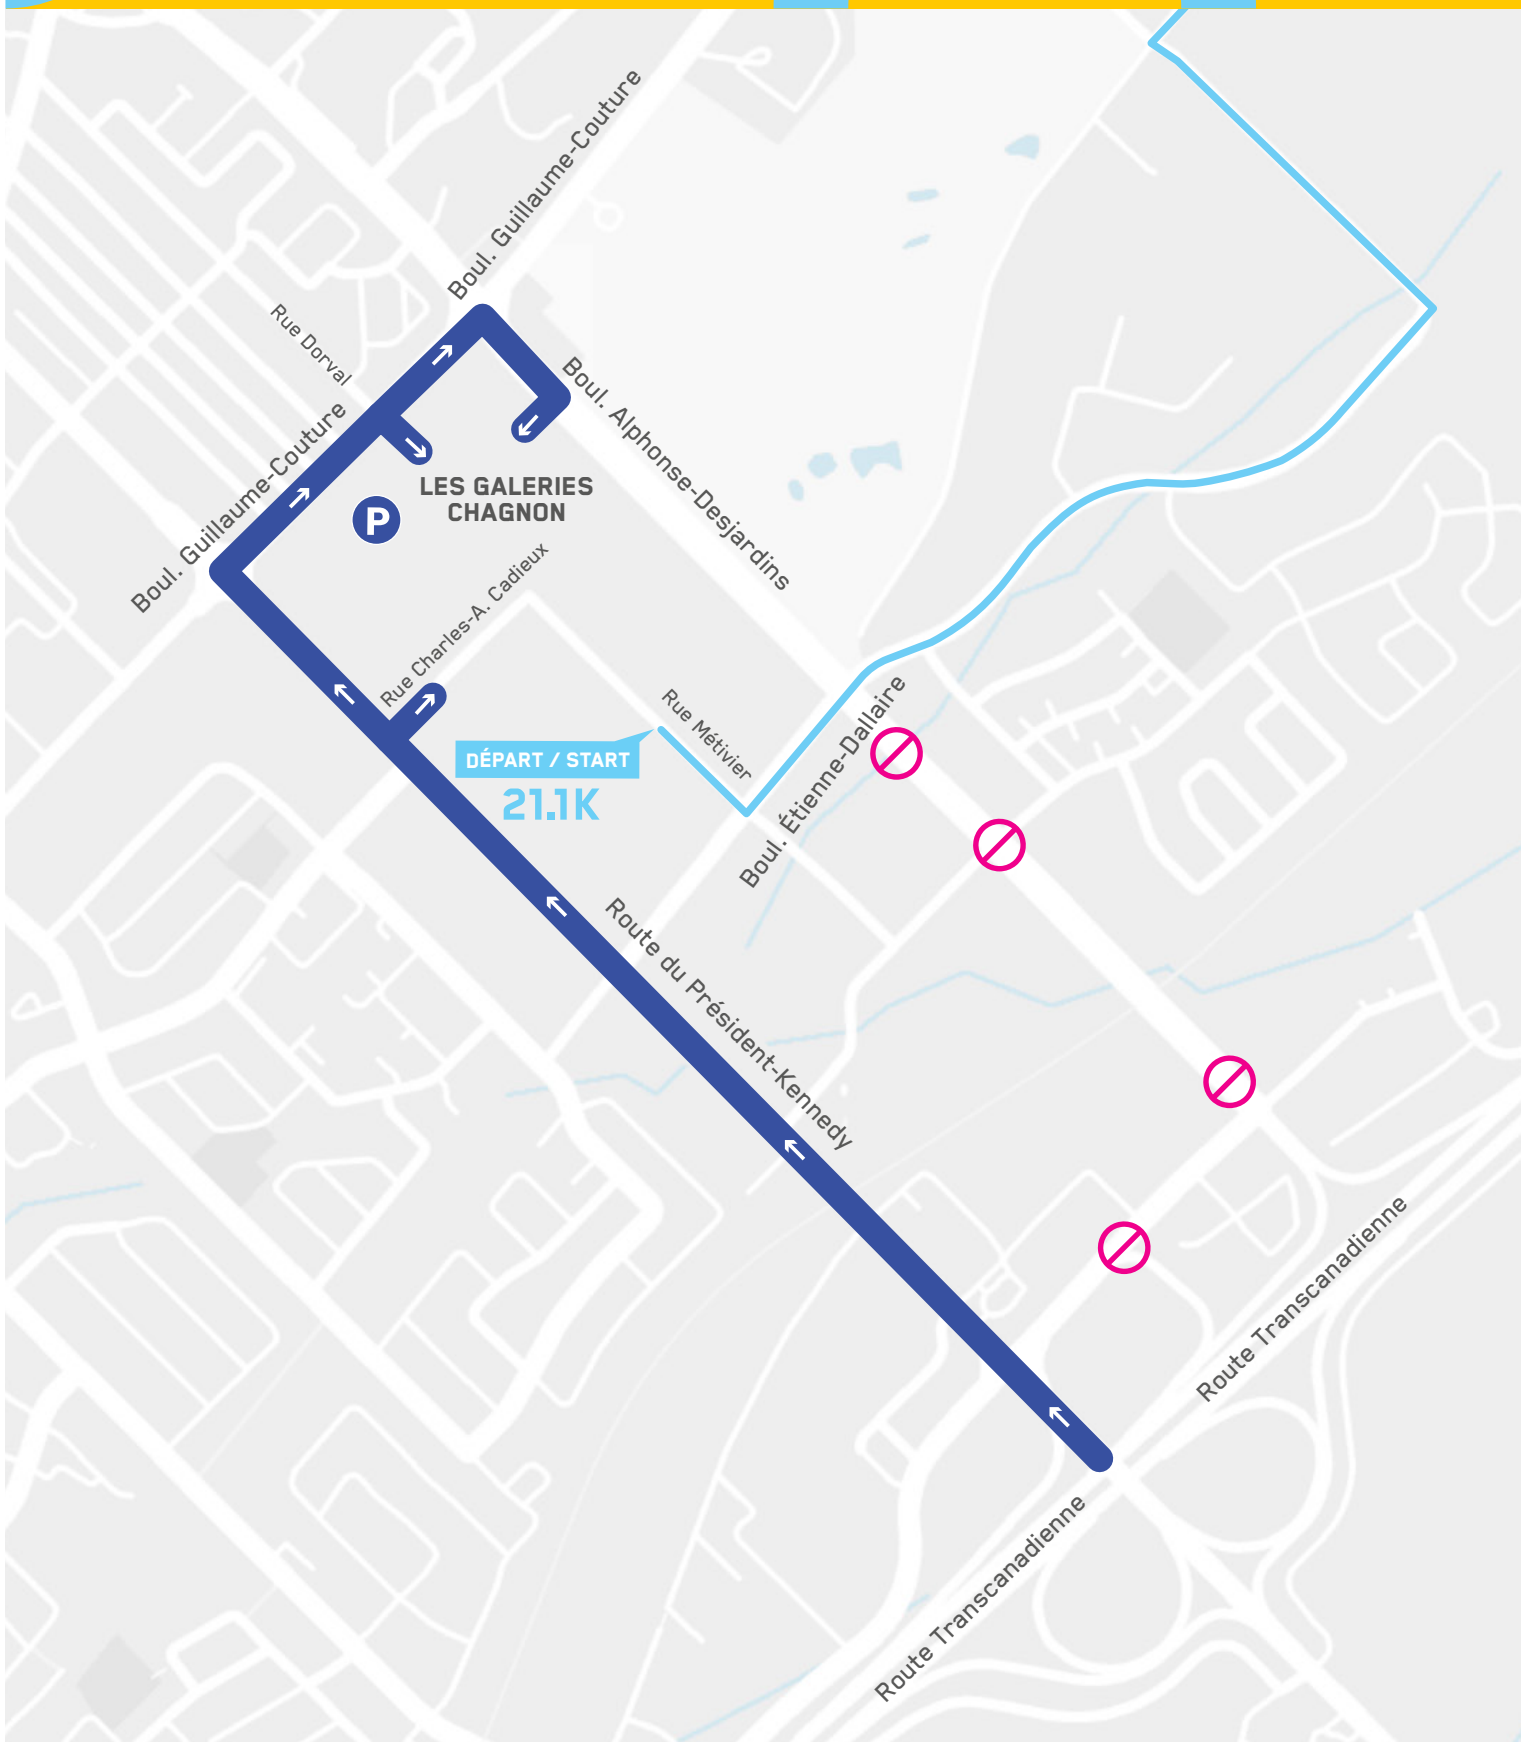 Boul. Guillaume-Couture
Rue Dorval
Boul. Alphonse-Desjardins
Boul. Guillaume-Couture
LES GALERIES
CHAGNON
P
Rue Charles-A. Cadieux
Rue Métivier
Boul. Étienne-Dallaire
DÉPART / START
21.1K
Route du Président-Kennedy
Route Transcanadienne
Route Transcanadienne